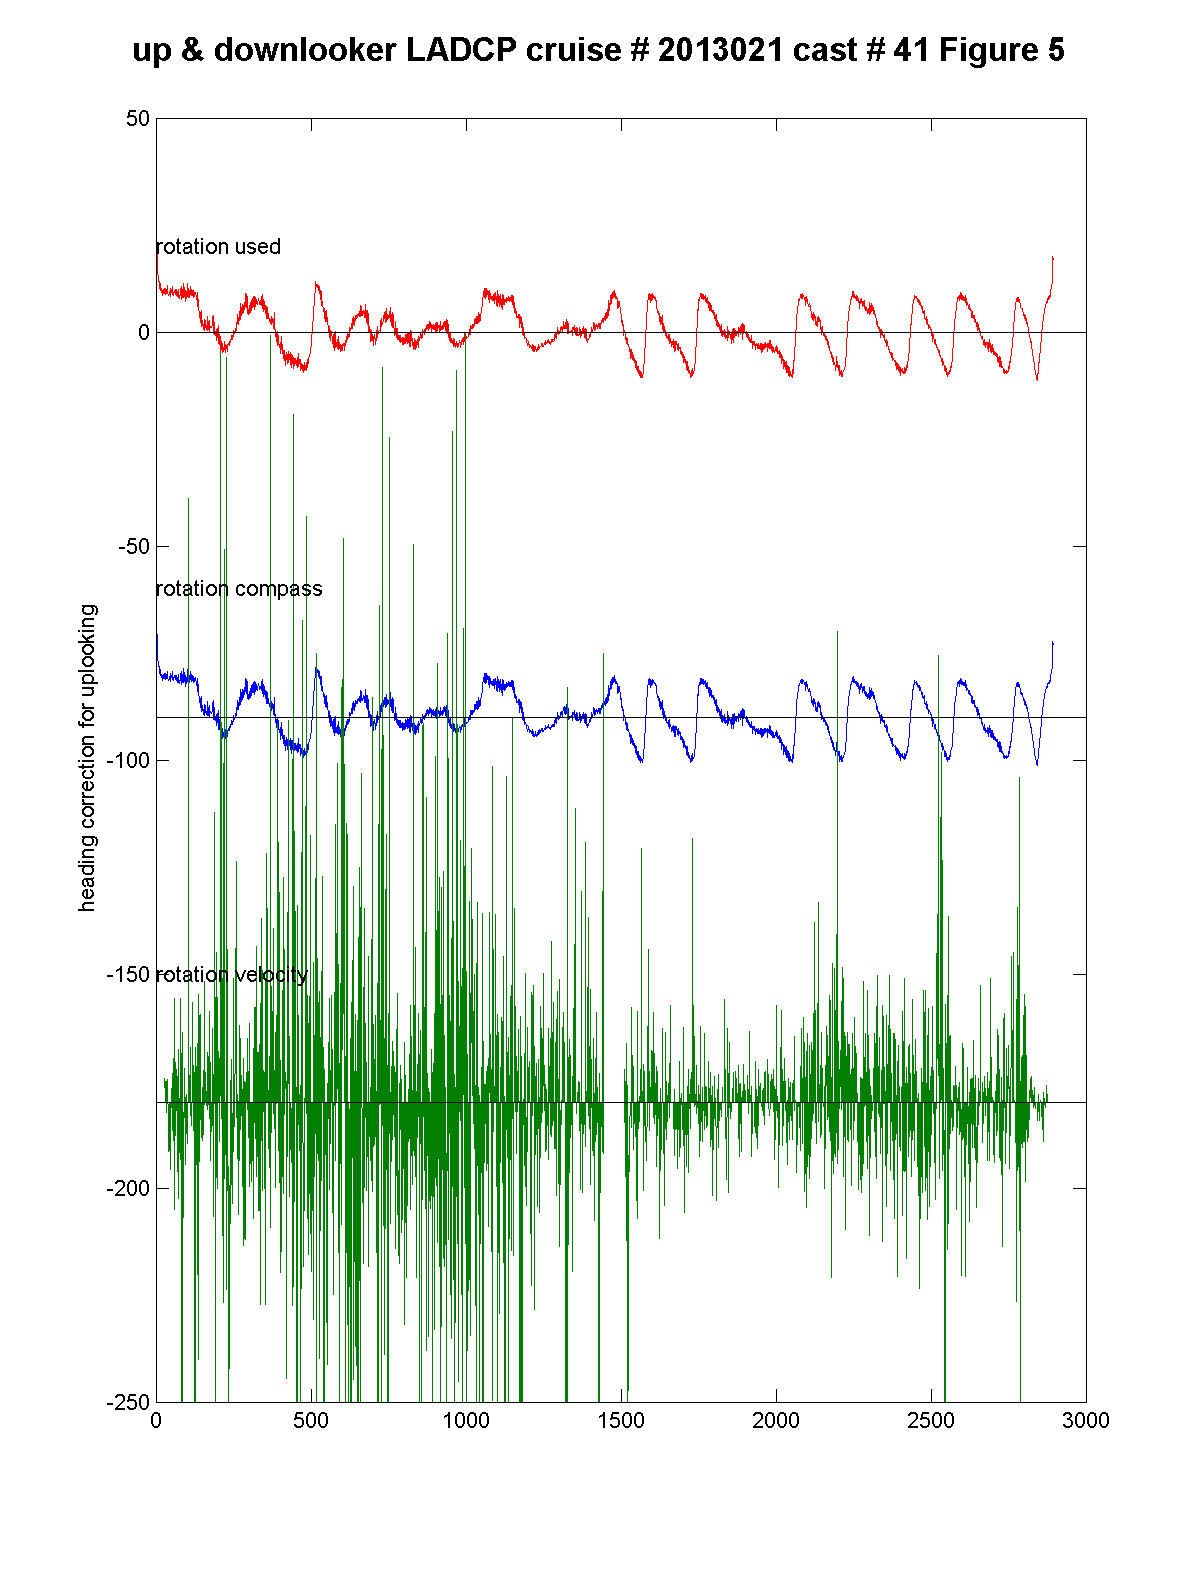 up & downlooker LADCP cruise # 2013021 cast # 41 Figure 5
50
rotation used
0
-50
rotation compass
heading correction for uplooking
-100
-150
rotation velocity
-200
-250
0 500 1000 1500 2000 2500 3000